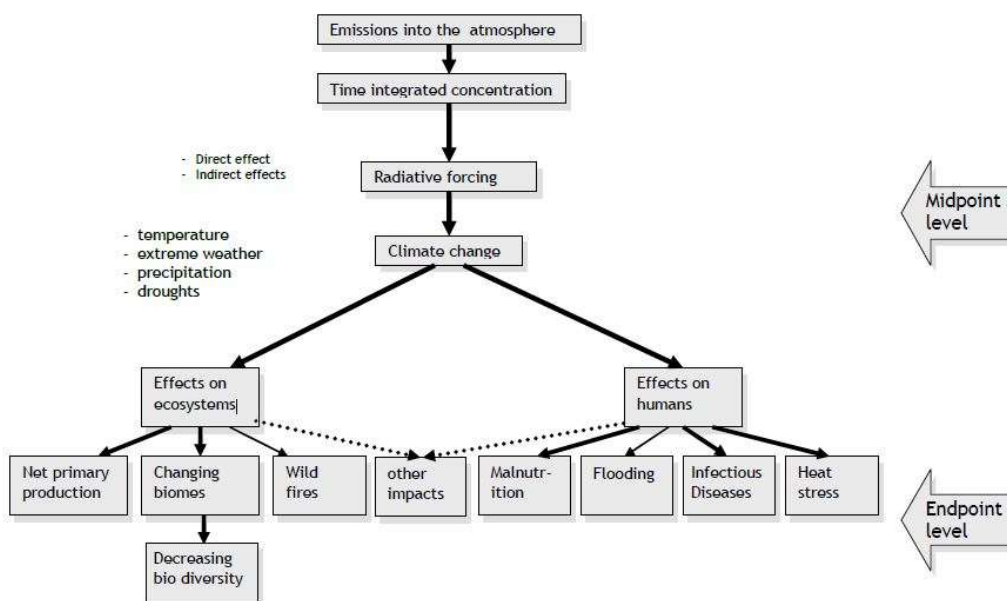 Emissions into the atmosphere
Time integrated concentration
- Direct effect
- Indirect effects
Radiative forcing
Midpoint
level
- temperature
- extreme weather
- precipitation
- droughts
Climate change
Effects on
ecosystems
Effects on
humans
Net primary
production
Changing
biomes
Wild
fires
other
impacts
Malnutr-
ition
Flooding
Infectious
Diseases
Heat
stress
Endpoint
level
Decreasing
bio diversity